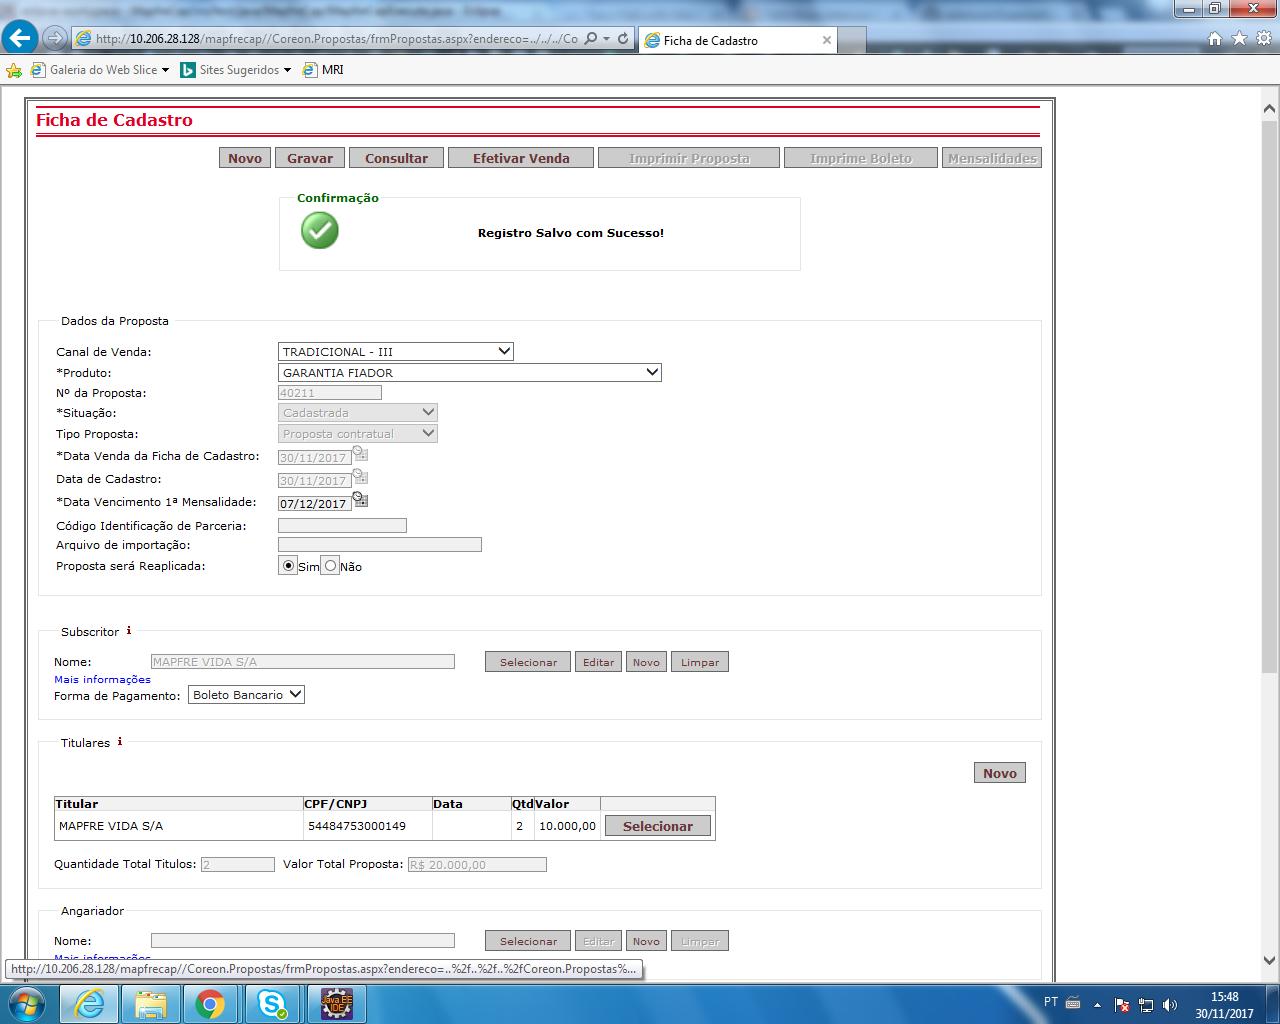 http://10.206.28.128/mapfrecap//Coreon.Propostas/frmPropostas.aspx?endereco=../../../Co
Ficha de Cadastro
Galeria do Web Slice
Sites Sugeridos
MRI
Ficha de Cadastro
Novo Gravar Consultar Efetivar Venda Imprimir Proposta Imprime Boleto Mensalidades
Confirmação
Registro Salvo com Sucesso!
Dados da Proposta
Canal de Venda: TRADICIONAL - III
*Produto: GARANTIA FIADOR
Nº da Proposta: 40211
*Situação: Cadastrada
Tipo Proposta: Proposta contratual
*Data Venda da Ficha de Cadastro: 30/11/2017
Data de Cadastro: 30/11/2017
*Data Vencimento 1ª Mensalidade: 07/12/2017
Código Identificação de Parceria:
Arquivo de importação:
Proposta será Reaplicada: Sim Não
Subscritor i
Nome: MAPFRE VIDA S/A Selecionar Editar Novo Limpar
Mais informações
Forma de Pagamento: Boleto Bancario
Titulares i
Novo
Titular CPF/CNPJ Data Qtd Valor
MAPFRE VIDA S/A 54484753000149 2 10.000,00 Selecionar
Quantidade Total Titulos: 2 Valor Total Proposta: R$ 20.000,00
Angariador
Nome: Selecionar Editar Novo Limpar
Mais informações
http://10.206.28.128/mapfrecap//Coreon.Propostas/frmPropostas.aspx?endereco=..%2f..%2f..%2fCoreon.Propostas%...
Java EE
IDE
PT
15:48
30/11/2017